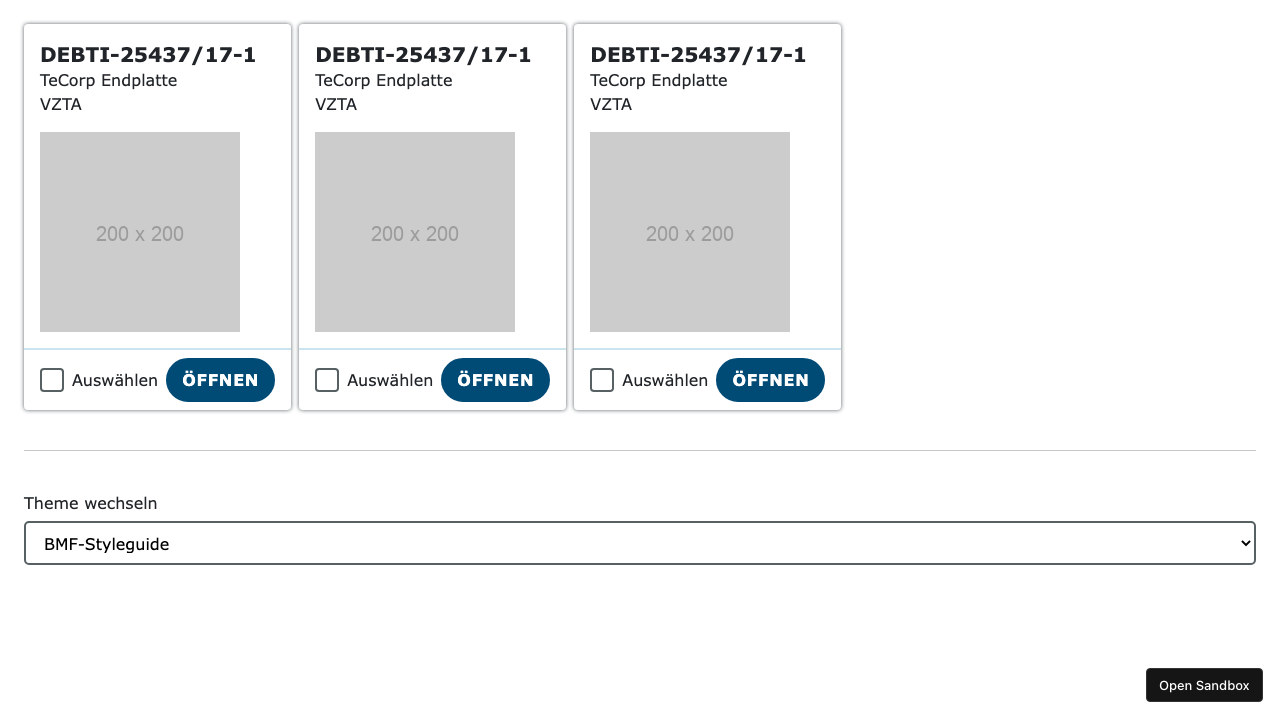 DEBTI-25437/17-1
TeCorp Endplatte
VZTA
200 x 200
Auswählen ÖFFNEN
DEBTI-25437/17-1
TeCorp Endplatte
VZTA
200 x 200
Auswählen ÖFFNEN
DEBTI-25437/17-1
TeCorp Endplatte
VZTA
200 x 200
Auswählen ÖFFNEN
Theme wechseln
BMF-Styleguide
Open Sandbox